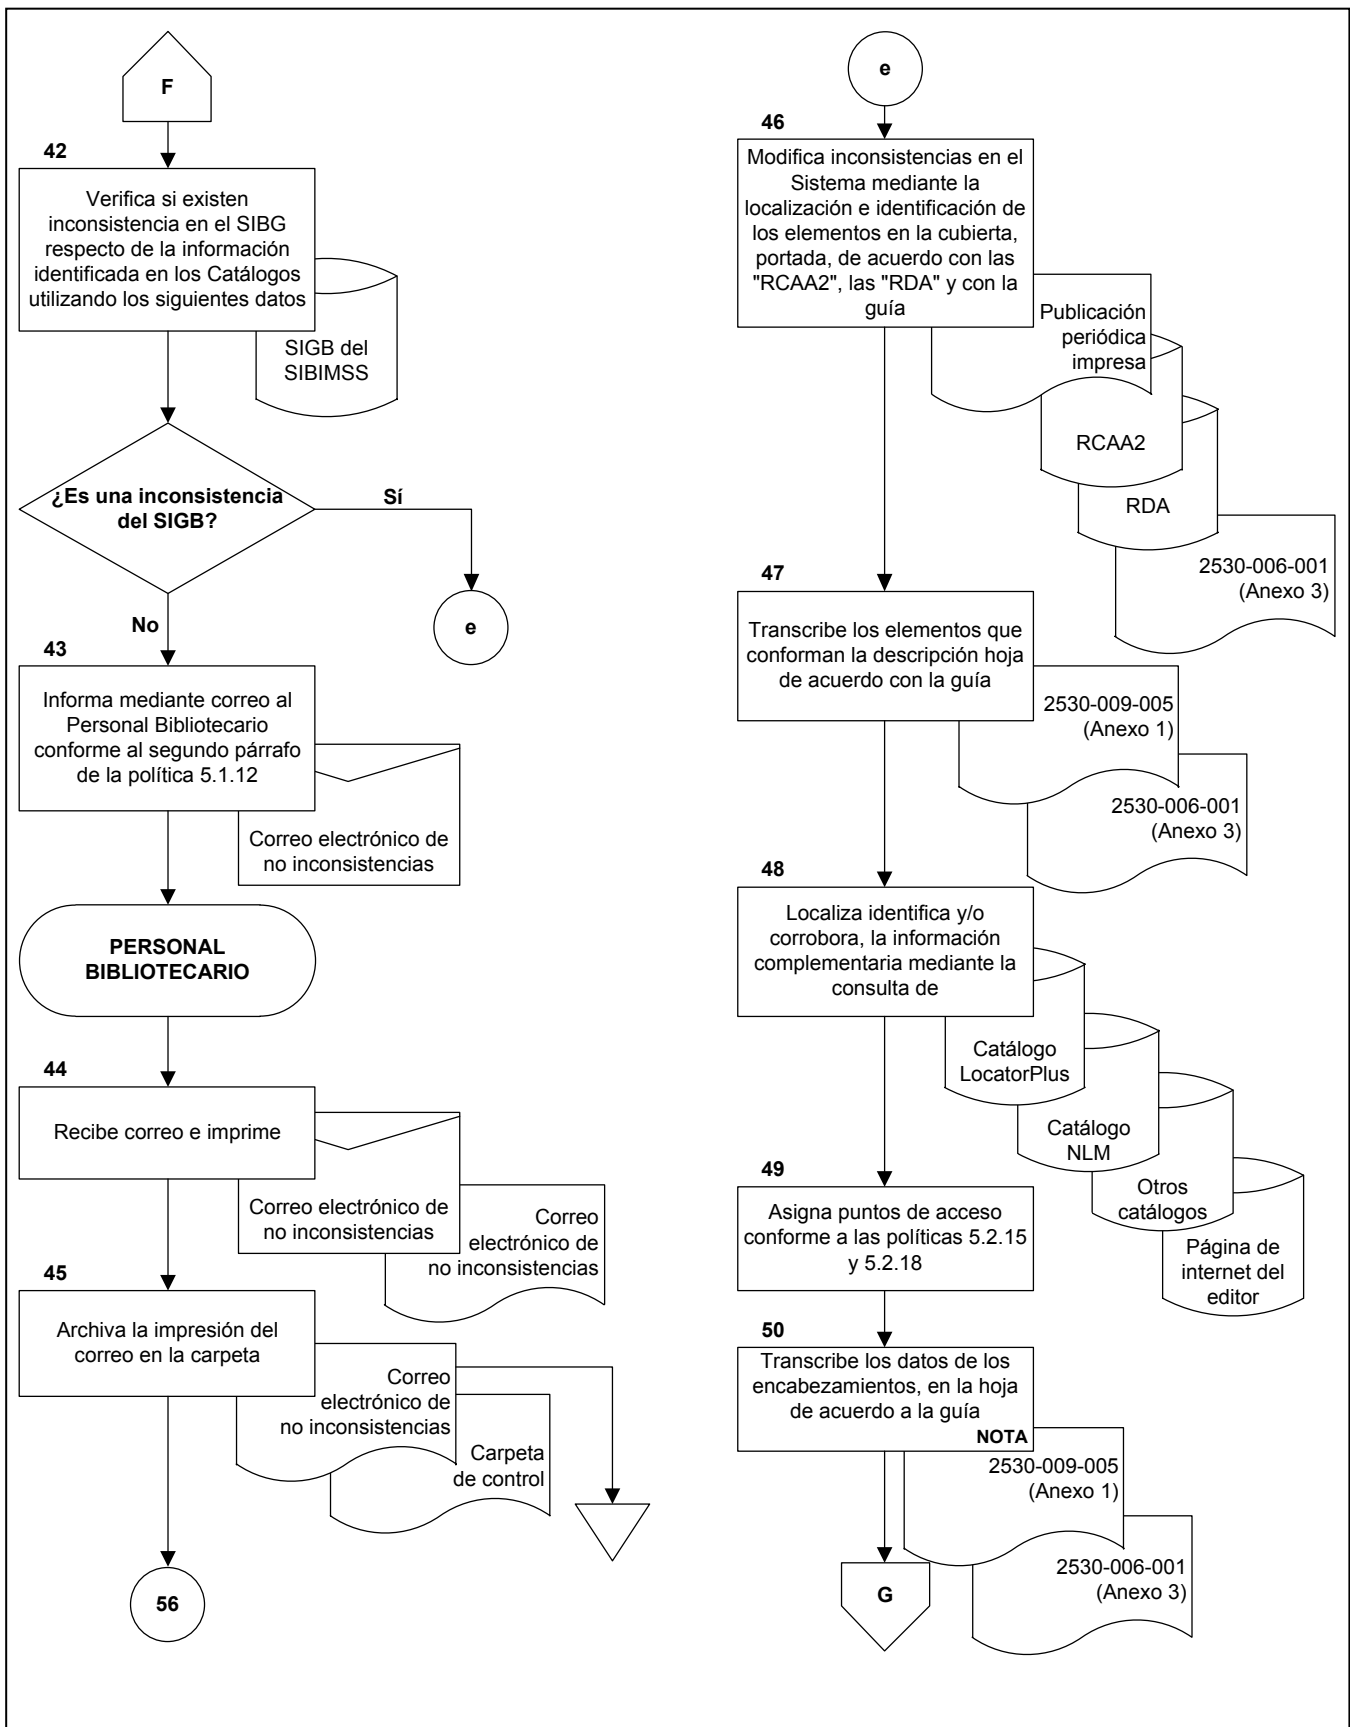 F
42
Verifica si existen
inconsistencia en el SIBG
respecto de la información
identificada en los Catálogos
utilizando los siguientes datos
SIGB del
SIBIMSS
¿Es una inconsistencia
del SIGB?
Sí
e
No
43
Informa mediante correo al
Personal Bibliotecario
conforme al segundo párrafo
de la política 5.1.12
Correo electrónico de
no inconsistencias
PERSONAL
BIBLIOTECARIO
44
Recibe correo e imprime
Correo electrónico de
no inconsistencias
Correo
electrónico de
no inconsistencias
45
Archiva la impresión del
correo en la carpeta
Correo
electrónico de
no inconsistencias
Carpeta
de control
56
e
46
Modifica inconsistencias en el
Sistema mediante la
localización e identificación de
los elementos en la cubierta,
portada, de acuerdo con las
"RCAA2", las "RDA" y con la
guía
Publicación
periódica
impresa
RCAA2
RDA
2530-006-001
(Anexo 3)
47
Transcribe los elementos que
conforman la descripción hoja
de acuerdo con la guía
2530-009-005
(Anexo 1)
2530-006-001
(Anexo 3)
48
Localiza identifica y/o
corrobora, la información
complementaria mediante la
consulta de
Catálogo
LocatorPlus
Catálogo
NLM
Otros
catálogos
Página de
internet del
editor
49
Asigna puntos de acceso
conforme a las políticas 5.2.15
y 5.2.18
50
Transcribe los datos de los
encabezamientos, en la hoja
de acuerdo a la guía
NOTA
2530-009-005
(Anexo 1)
2530-006-001
(Anexo 3)
G